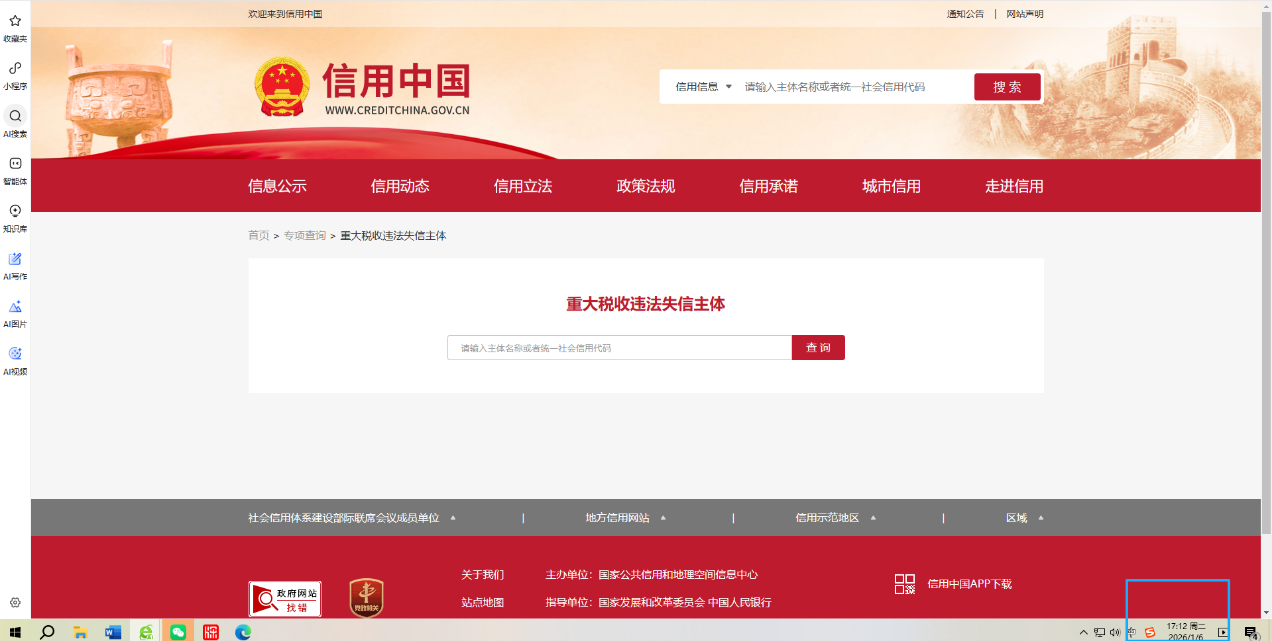 欢迎来到信用中国
通知公告 | 网站声明
收藏夹
小程序
AI搜索
智能体
知识库
AI写作
AI图片
AI视频
信用中国
WWW.CREDITCHINA.GOV.CN
信用信息 请输入主体名称或者统一社会信用代码 搜 索
信息公示 信用动态 信用立法 政策法规 信用承诺 城市信用 走进信用
首页 > 专项查询 > 重大税收违法失信主体
重大税收违法失信主体
请输入主体名称或者统一社会信用代码 查 询
社会信用体系建设部际联席会议成员单位 | 地方信用网站 | 信用示范地区 | 区域
政府网站
找错
党政机关
关于我们 主办单位：国家公共信用和地理空间信息中心
站点地图 指导单位：国家发展和改革委员会 中国人民银行
信用中国APP下载
中
17:12 周二
2026/1/6